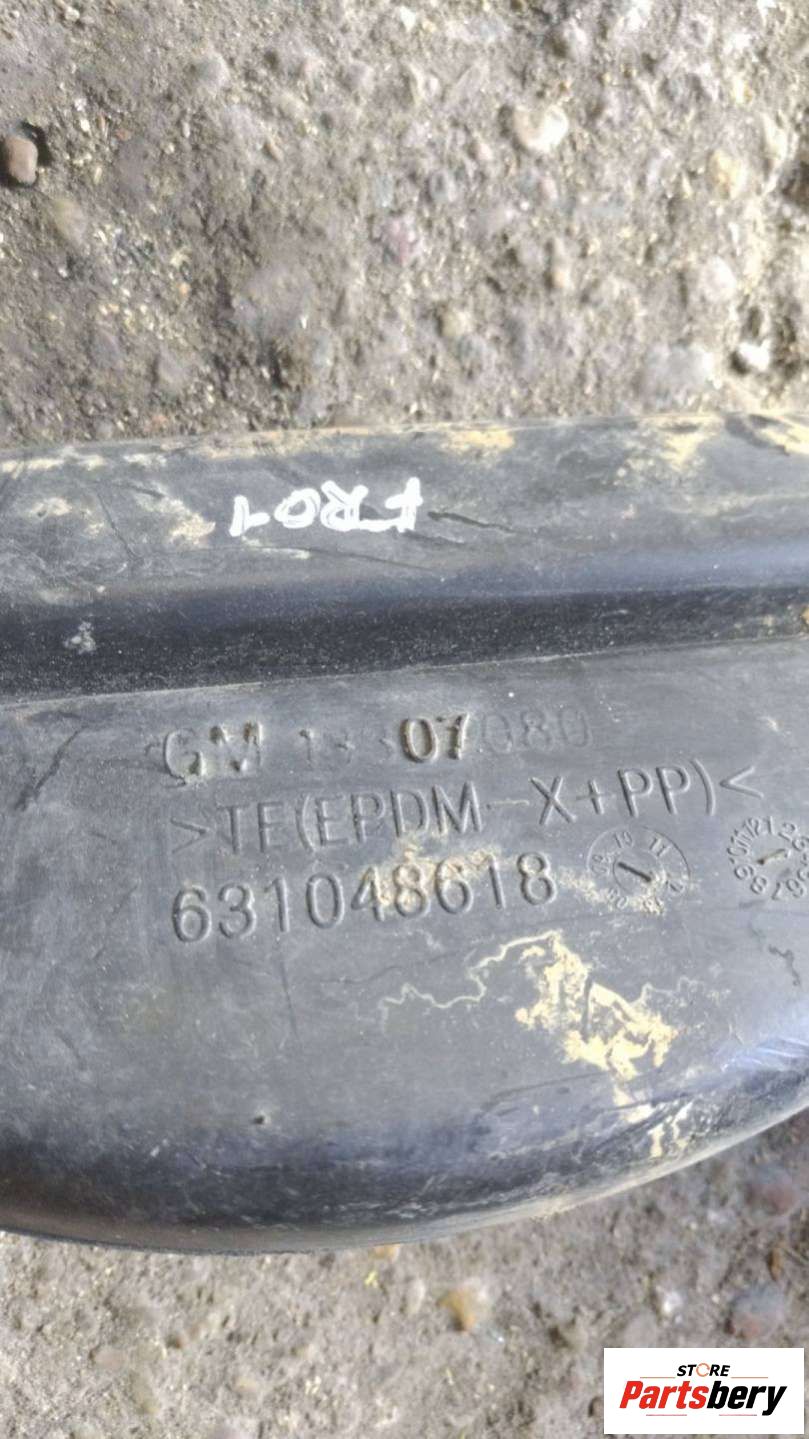 FR01
GM 13307080
>TE(EPDM-X+PP)<
631048618
STORE
Partsbery